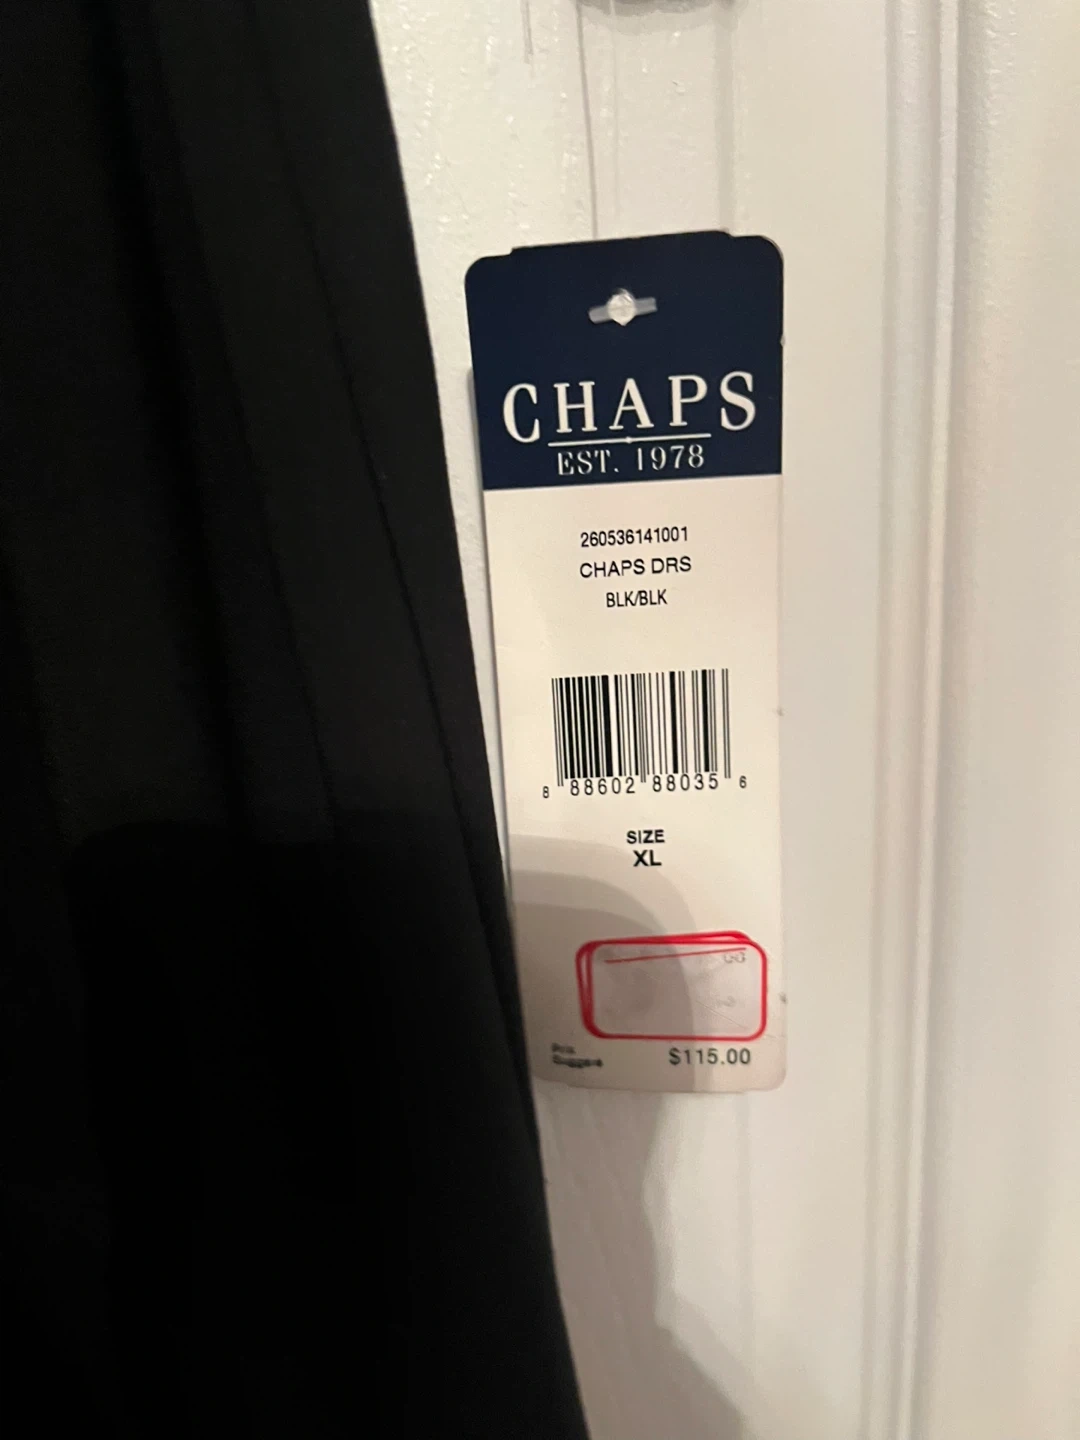 CHAPS
EST. 1978
260536141001
CHAPS DRS
BLK/BLK
8 88602 88035 6
SIZE
XL
$115.00